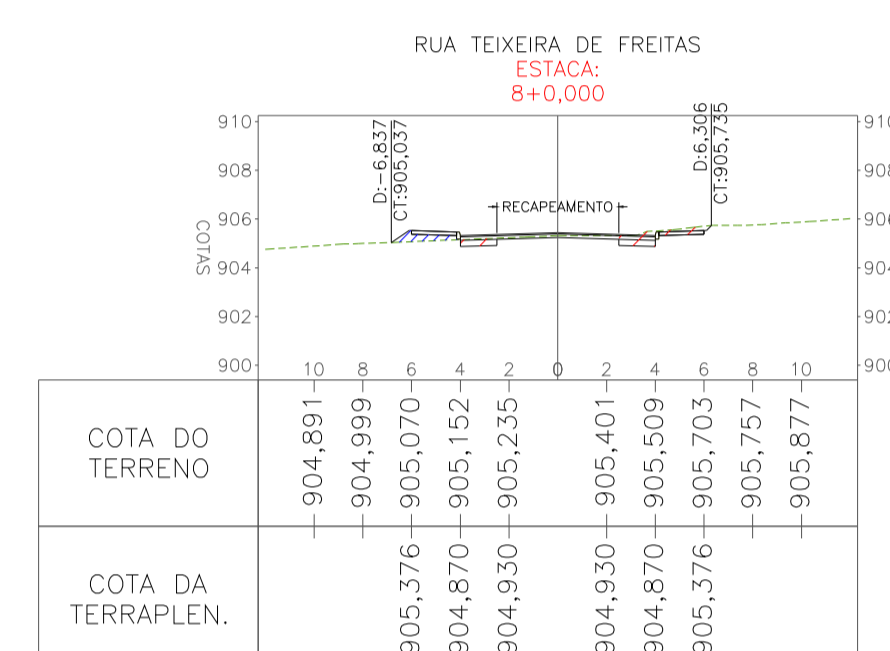 RUA TEIXEIRA DE FREITAS
ESTACA:
8+0,000
D:-6,837
CT:905,037
D:6,306
CT:905,735
RECAPEAMENTO
COTAS
910
908
906
904
902
900
910
908
906
904
902
900
10 8 6 4 2 0 2 4 6 8 10
COTA DO
TERRENO
904,891 904,999 905,070 905,152 905,235 905,401 905,509 905,703 905,757 905,877
COTA DA
TERRAPLEN.
905,376 904,870 904,930 904,930 904,870 905,376